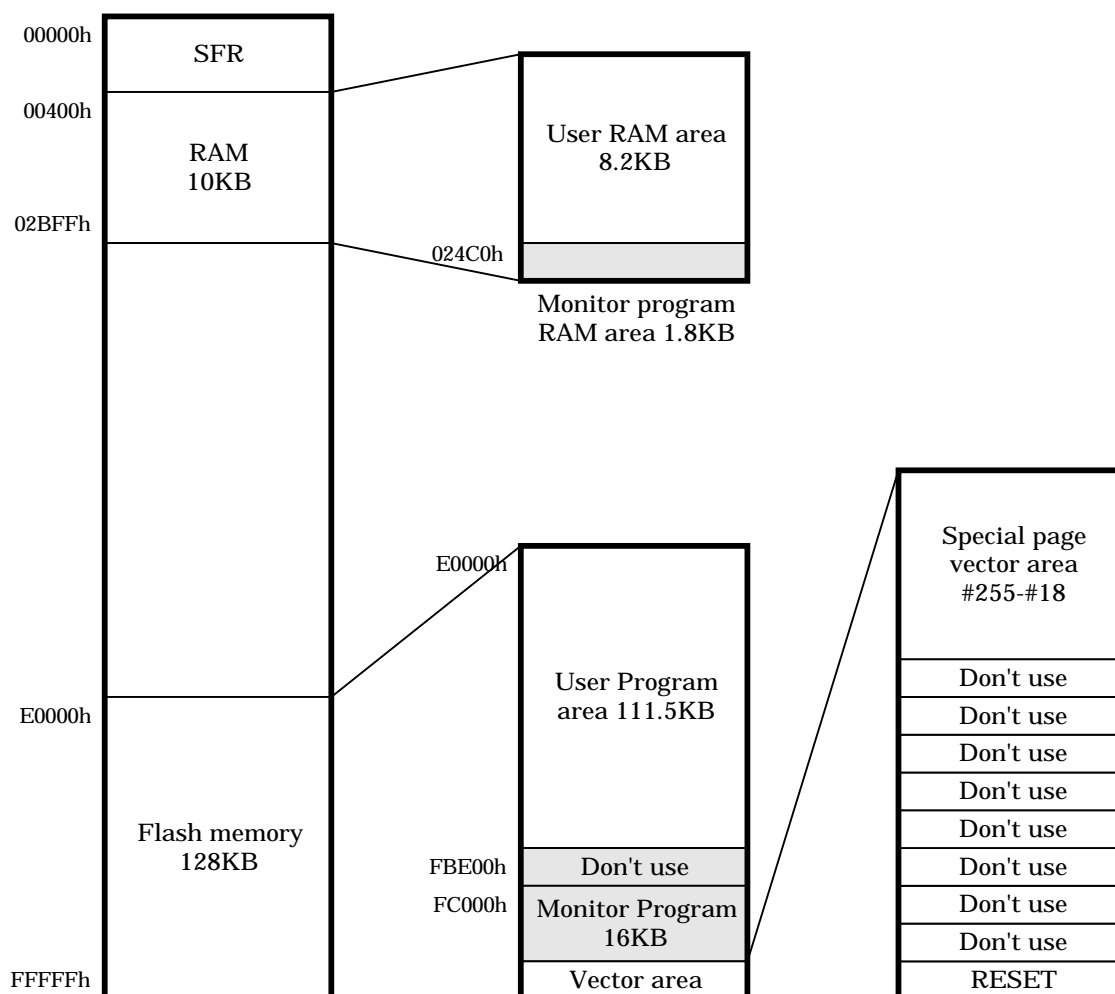 00000h
SFR
00400h
RAM
10KB
02BFFh
User RAM area
8.2KB
024C0h
Monitor program
RAM area 1.8KB
E0000h
Flash memory
128KB
FFFFFh
E0000h
User Program
area 111.5KB
FBE00h
Don't use
FC000h
Monitor Program
16KB
Vector area
Special page
vector area
#255-#18
Don't use
Don't use
Don't use
Don't use
Don't use
Don't use
Don't use
Don't use
RESET